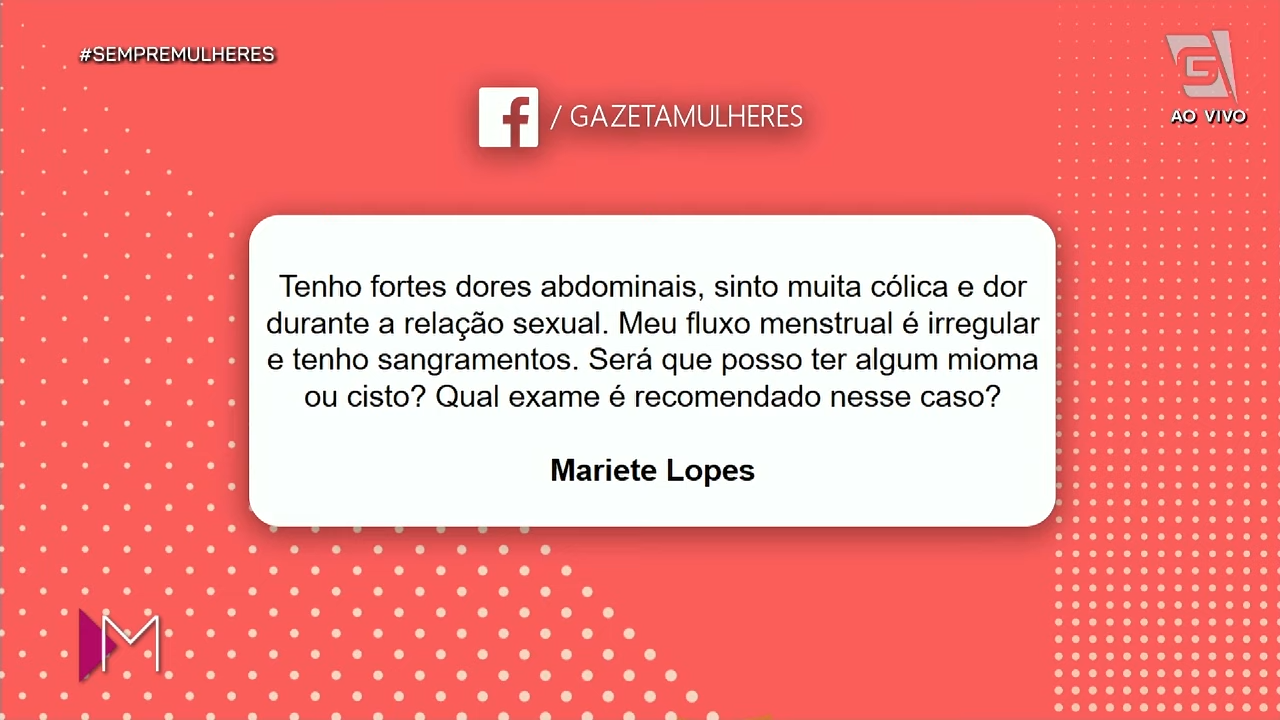 #SEMPREMULHERES
G
AO VIVO
f / GAZETAMULHERES
Tenho fortes dores abdominais, sinto muita cólica e dor
durante a relação sexual. Meu fluxo menstrual é irregular
e tenho sangramentos. Será que posso ter algum mioma
ou cisto? Qual exame é recomendado nesse caso?
Mariete Lopes
M